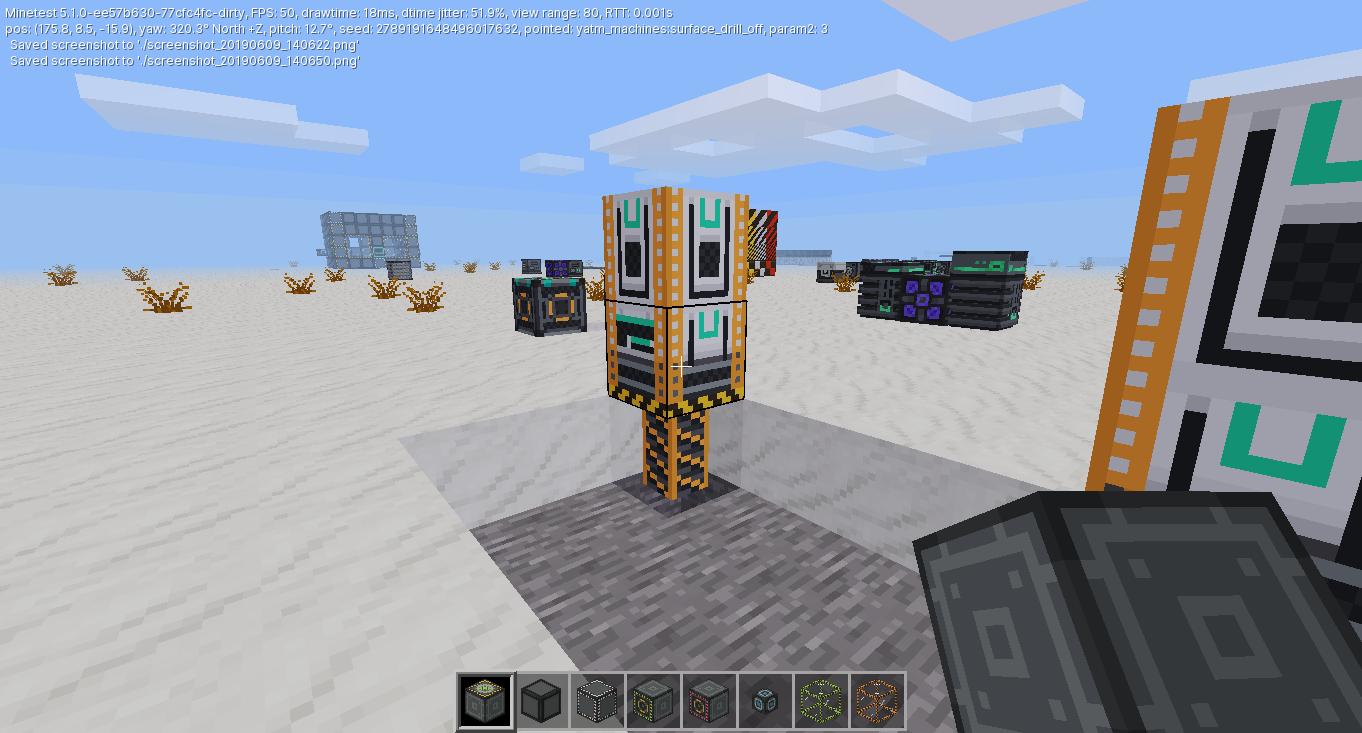 Minetest 5.1.0-ee57b630-77cfc4fc-dirty, FPS: 50, drawtime: 18ms, dtime jitter: 51.9%, view range: 80, RTT: 0.001s
pos: (175.8, 8.5, -15.9), yaw: 320.3° North +Z, pitch: 12.7°, seed: 2789191648496017632, pointed: yatm_machines:surface_drill_off, param2: 3
Saved screenshot to './screenshot_20190609_140622.png'
Saved screenshot to './screenshot_20190609_140650.png'